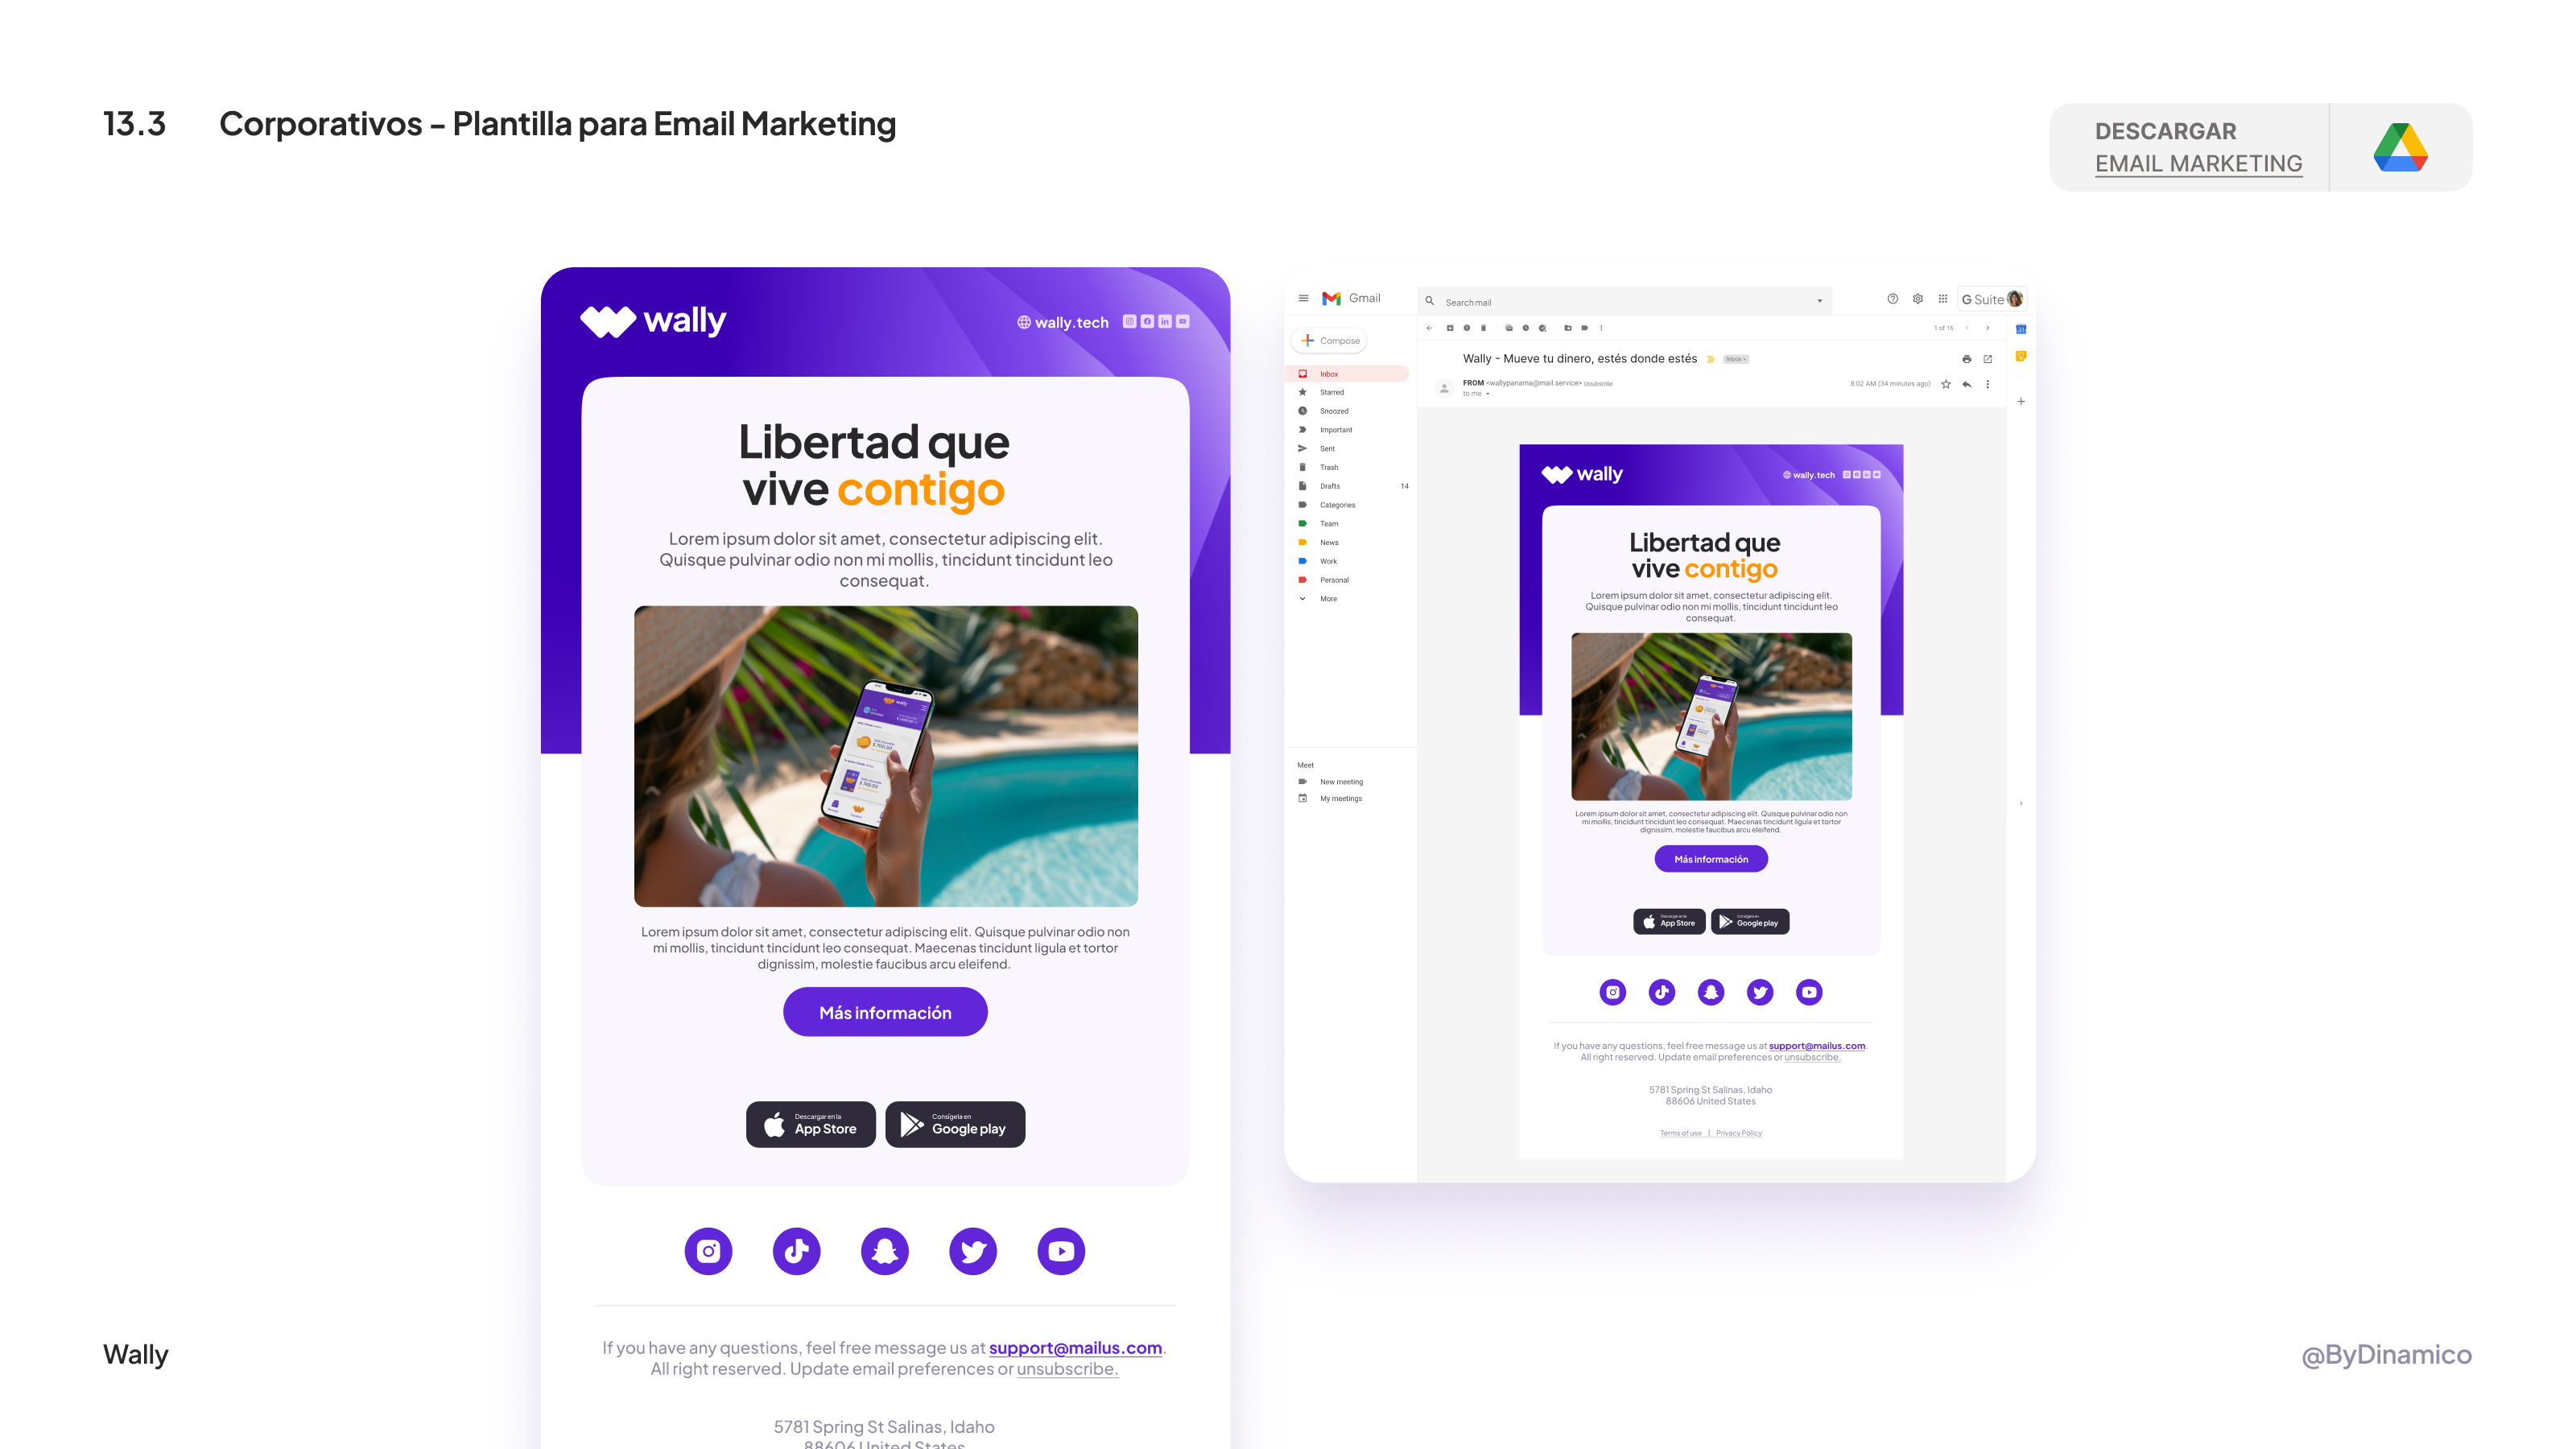 13.3 Corporativos – Plantilla para Email Marketing
DESCARGAR
EMAIL MARKETING
wally
wally.tech
Libertad que
vive contigo
Lorem ipsum dolor sit amet, consectetur adipiscing elit.
Quisque pulvinar odio non mi mollis, tincidunt tincidunt leo
consequat.
wally
Lorem ipsum dolor sit amet, consectetur adipiscing elit. Quisque pulvinar odio non
mi mollis, tincidunt tincidunt leo consequat. Maecenas tincidunt ligula et tortor
dignissim, molestie faucibus arcu eleifend.
Más información
Descargar en la
App Store
Consígela en
Google play
If you have any questions, feel free message us at support@mailus.com.
All right reserved. Update email preferences or unsubscribe.
5781 Spring St Salinas, Idaho
88606 United States
Gmail
Search mail
G Suite
Compose
1 of 16
Inbox
Starred
Snoozed
Important
Sent
Trash
Drafts 14
Categories
Team
News
Work
Personal
More
Meet
New meeting
My meetings
Wally - Mueve tu dinero, estés donde estés
Inbox ×
FROM <wallypanama@mail.service> Unsubscribe
to me
8:02 AM (34 minutes ago)
wally
wally.tech
Libertad que
vive contigo
Lorem ipsum dolor sit amet, consectetur adipiscing elit.
Quisque pulvinar odio non mi mollis, tincidunt tincidunt leo
consequat.
Lorem ipsum dolor sit amet, consectetur adipiscing elit. Quisque pulvinar odio non
mi mollis, tincidunt tincidunt leo consequat. Maecenas tincidunt ligula et tortor
dignissim, molestie faucibus arcu eleifend.
Más información
Descargar en la
App Store
Consígela en
Google play
If you have any questions, feel free message us at support@mailus.com.
All right reserved. Update email preferences or unsubscribe.
5781 Spring St Salinas, Idaho
88606 United States
Terms of use | Privacy Policy
Wally
@ByDinamico